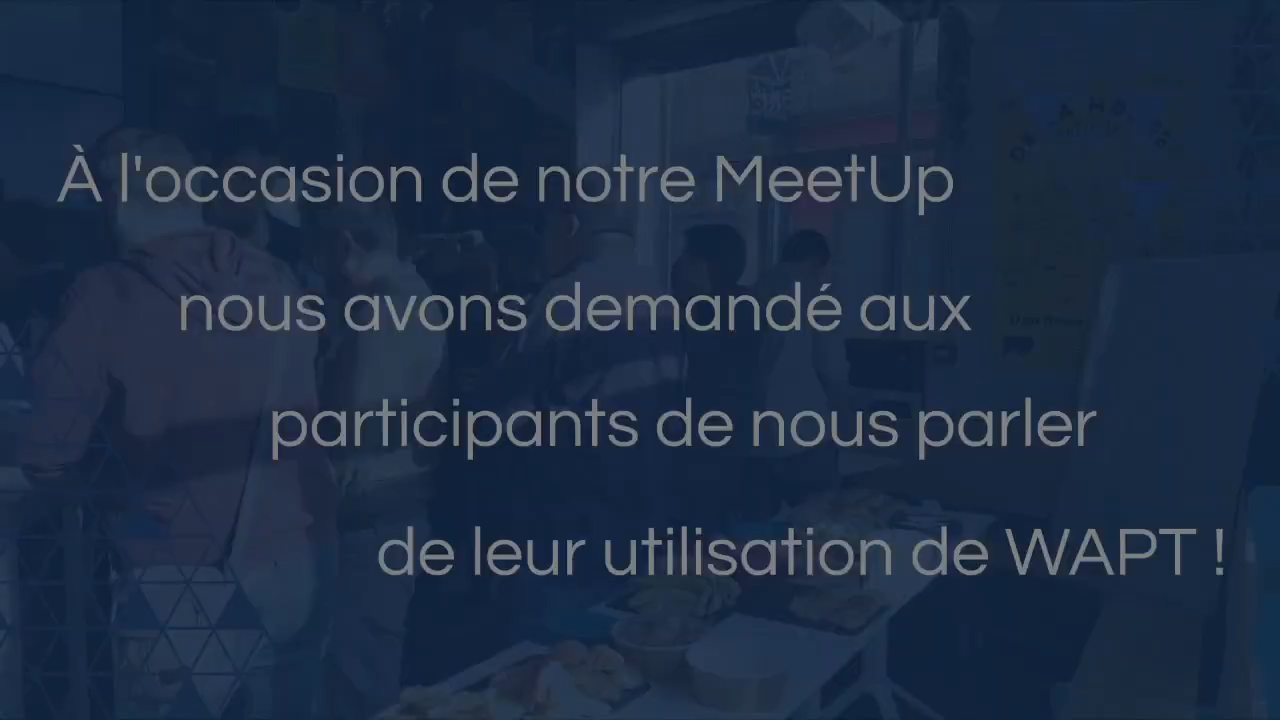 À l'occasion de notre MeetUp
nous avons demandé aux
participants de nous parler
de leur utilisation de WAPT !